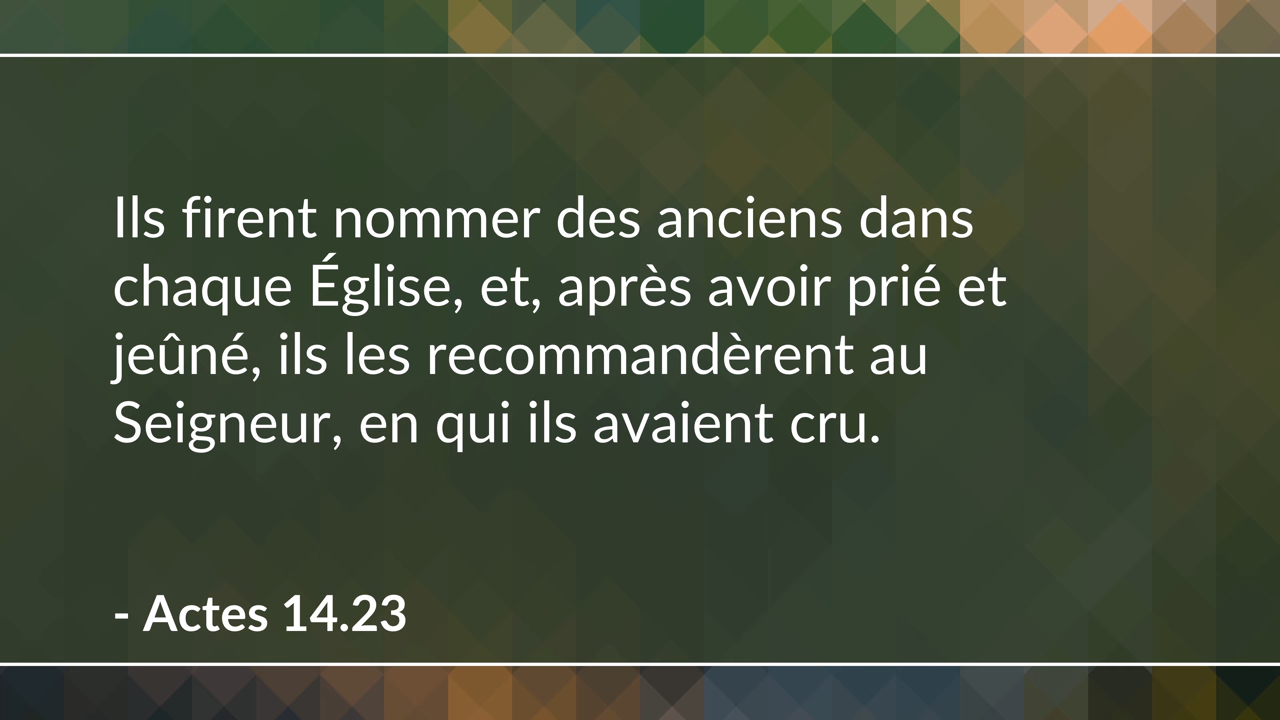 Ils firent nommer des anciens dans
chaque Église, et, après avoir prié et
jeûné, ils les recommandèrent au
Seigneur, en qui ils avaient cru.
- Actes 14.23